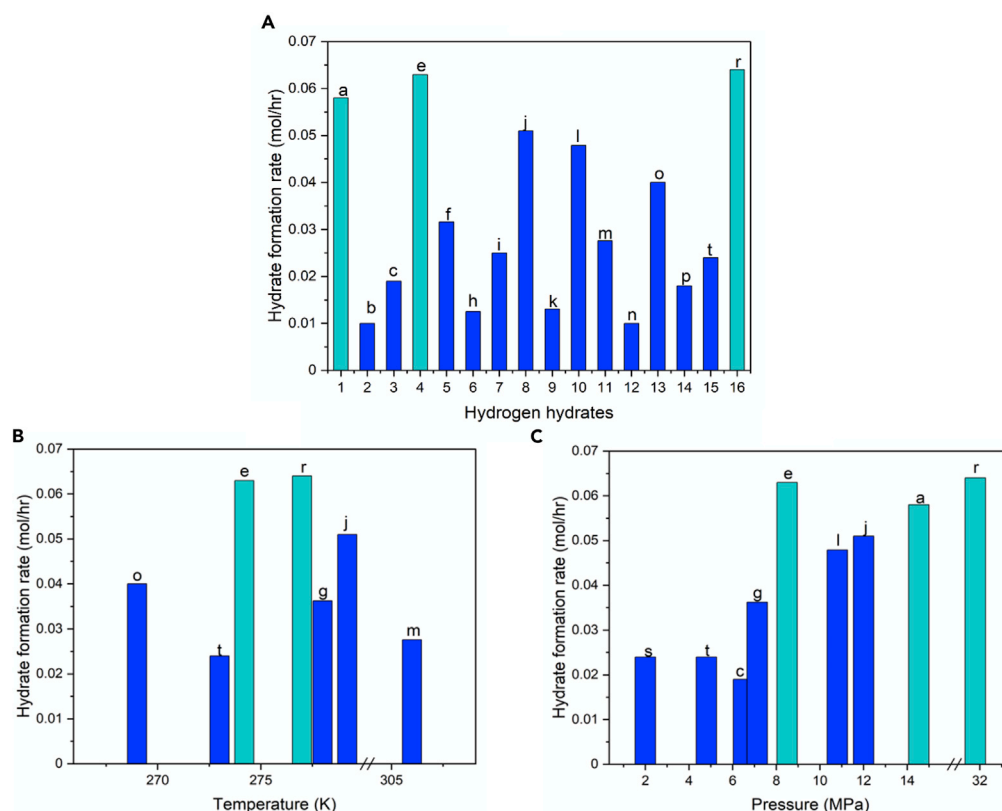 A
Hydrate formation rate (mol/hr)
0.07
0.06
0.05
0.04
0.03
0.02
0.01
0
a
b
c
e
f
h
i
j
k
l
m
n
o
p
t
r
1 2 3 4 5 6 7 8 9 10 11 12 13 14 15 16
Hydrogen hydrates
B
Hydrate formation rate (mol/hr)
0.07
0.06
0.05
0.04
0.03
0.02
0.01
0
o
t
e
r
g
j
m
270 275 305
Temperature (K)
C
Hydrate formation rate (mol/hr)
0.07
0.06
0.05
0.04
0.03
0.02
0.01
0
s
t
c
g
e
l
j
a
r
2 4 6 8 10 12 14 32
Pressure (MPa)